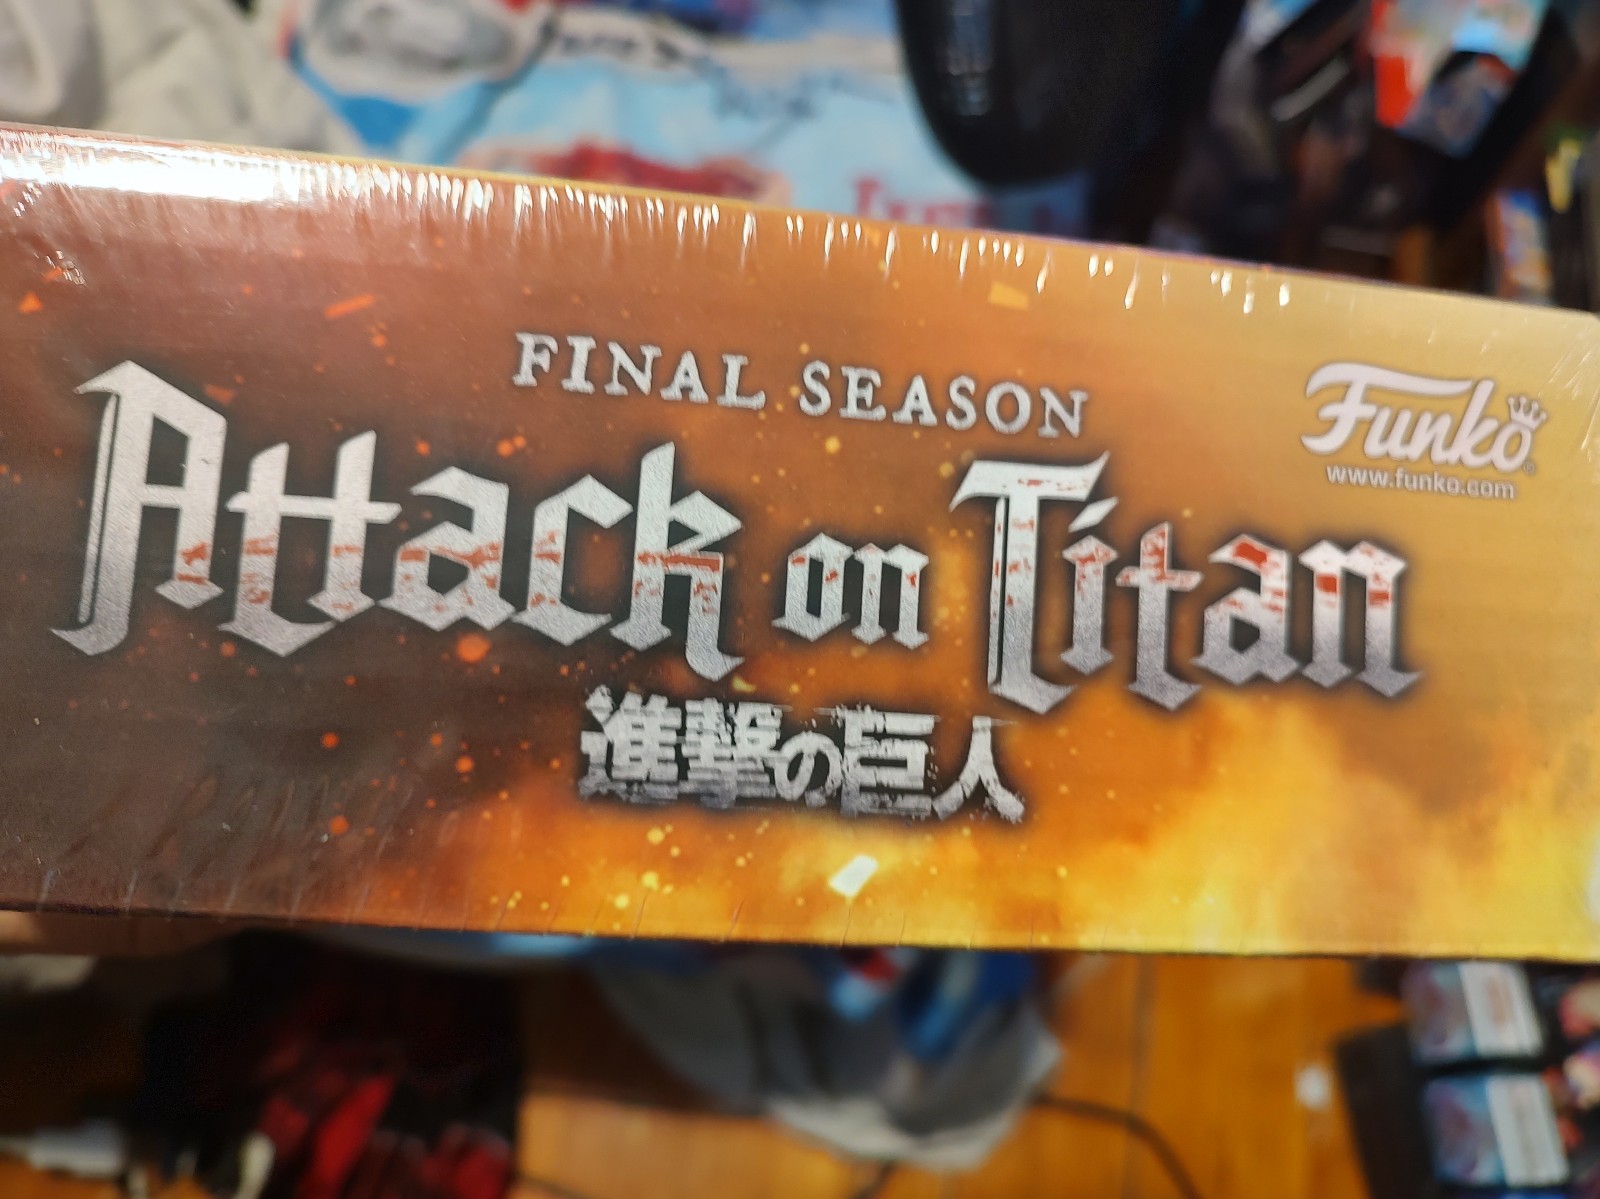 FINAL SEASON
Attack on Titan
進撃の巨人
Funko
www.funko.com